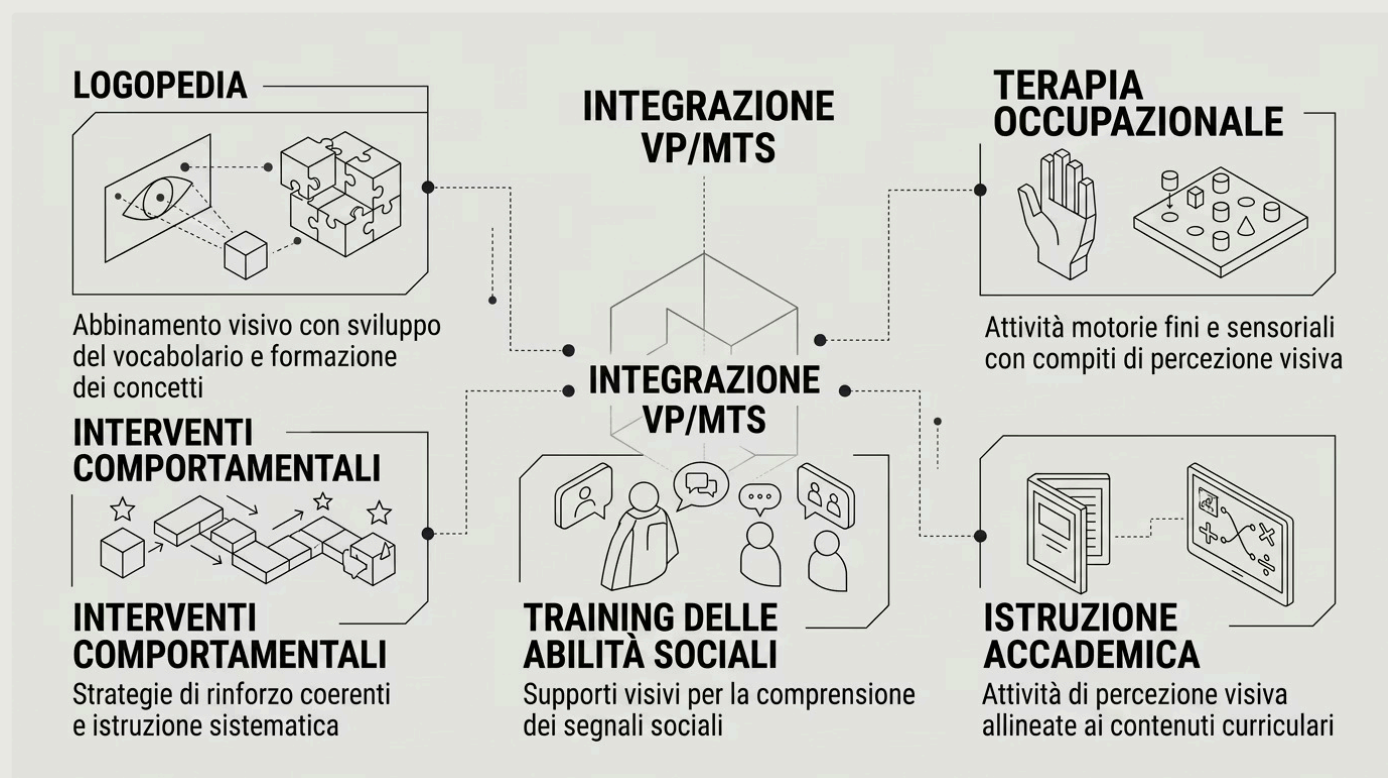 LOGOPEDIA
Abbinamento visivo con sviluppo
del vocabolario e formazione
dei concetti
INTEGRAZIONE
VP/MTS
TERAPIA
OCCUPAZIONALE
Attività motorie fini e sensoriali
con compiti di percezione visiva
INTEGRAZIONE
VP/MTS
INTERVENTI
COMPORTAMENTALI
INTERVENTI
COMPORTAMENTALI
Strategie di rinforzo coerenti
e istruzione sistematica
TRAINING DELLE
ABILITÀ SOCIALI
Supporti visivi per la comprensione
dei segnali sociali
ISTRUZIONE
ACCADEMICA
Attività di percezione visiva
allineate ai contenuti curriculari